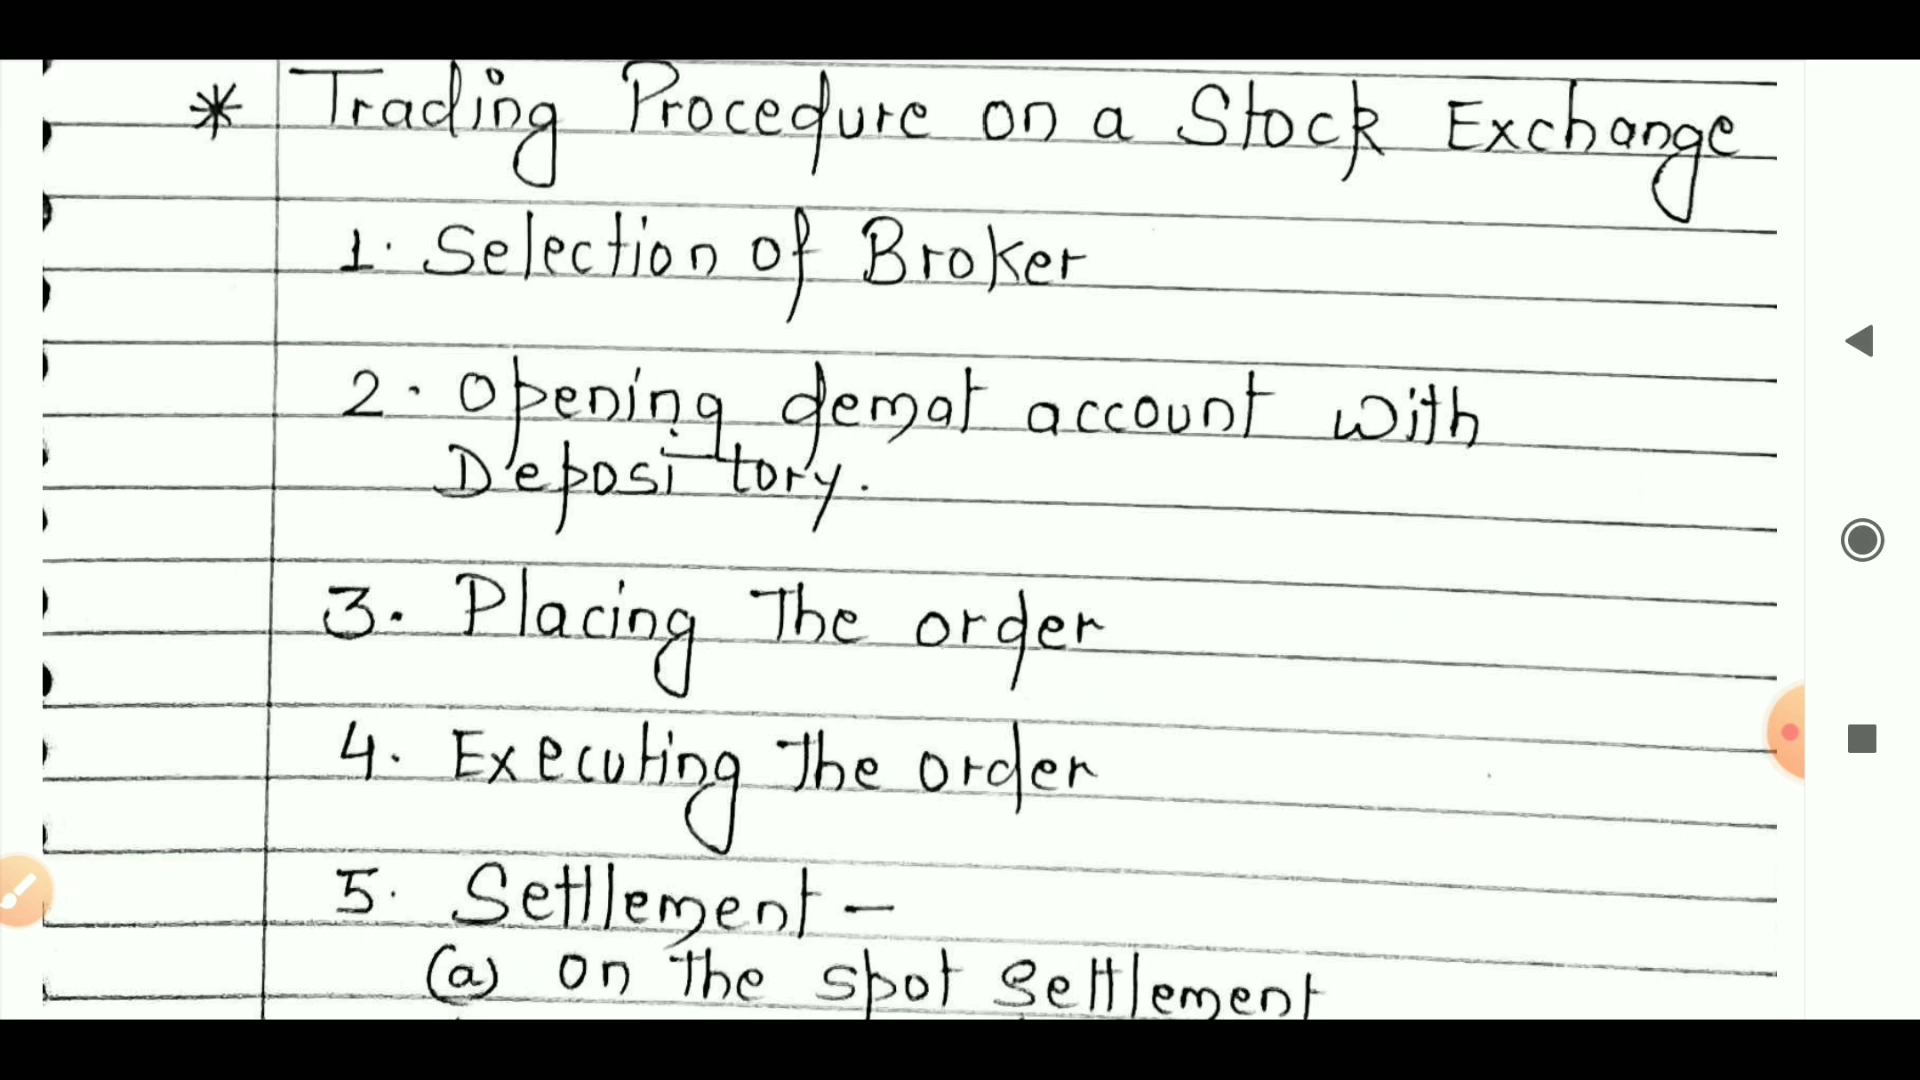 * Trading Procedure on a Stock Exchange
1. Selection of Broker
2. Opening demat account with
Depository.
3. Placing The order
4. Executing The order
5. Settlement –
(a) on The spot Settlement